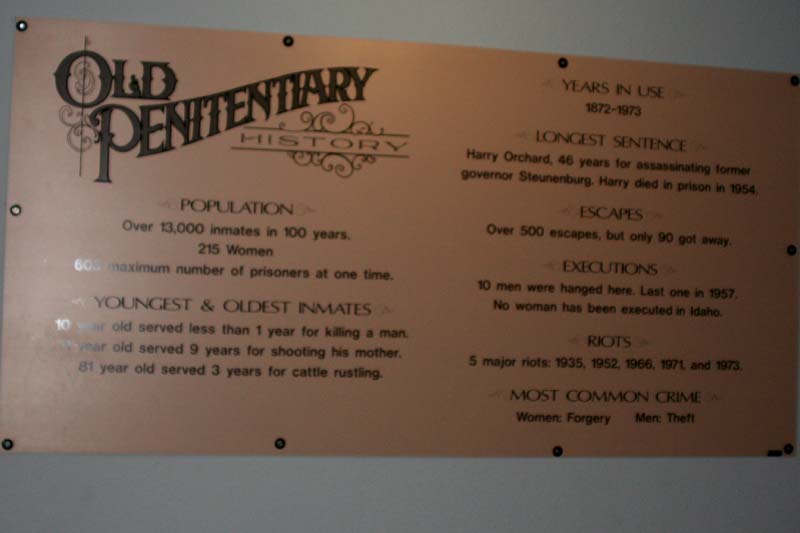 OLD
PENITENTIARY
HISTORY
POPULATION
Over 13,000 inmates in 100 years.
215 Women
maximum number of prisoners at one time.
YOUNGEST & OLDEST INMATES
10 year old served less than 1 year for killing a man.
year old served 9 years for shooting his mother.
81 year old served 3 years for cattle rustling.
YEARS IN USE
1872-1973
LONGEST SENTENCE
Harry Orchard, 46 years for assassinating former
governor Steunenburg. Harry died in prison in 1954.
ESCAPES
Over 500 escapes, but only 90 got away.
EXECUTIONS
10 men were hanged here. Last one in 1957.
No woman has been executed in Idaho.
RIOTS
5 major riots: 1935, 1952, 1966, 1971, and 1973.
MOST COMMON CRIME
Women: Forgery Men: Theft